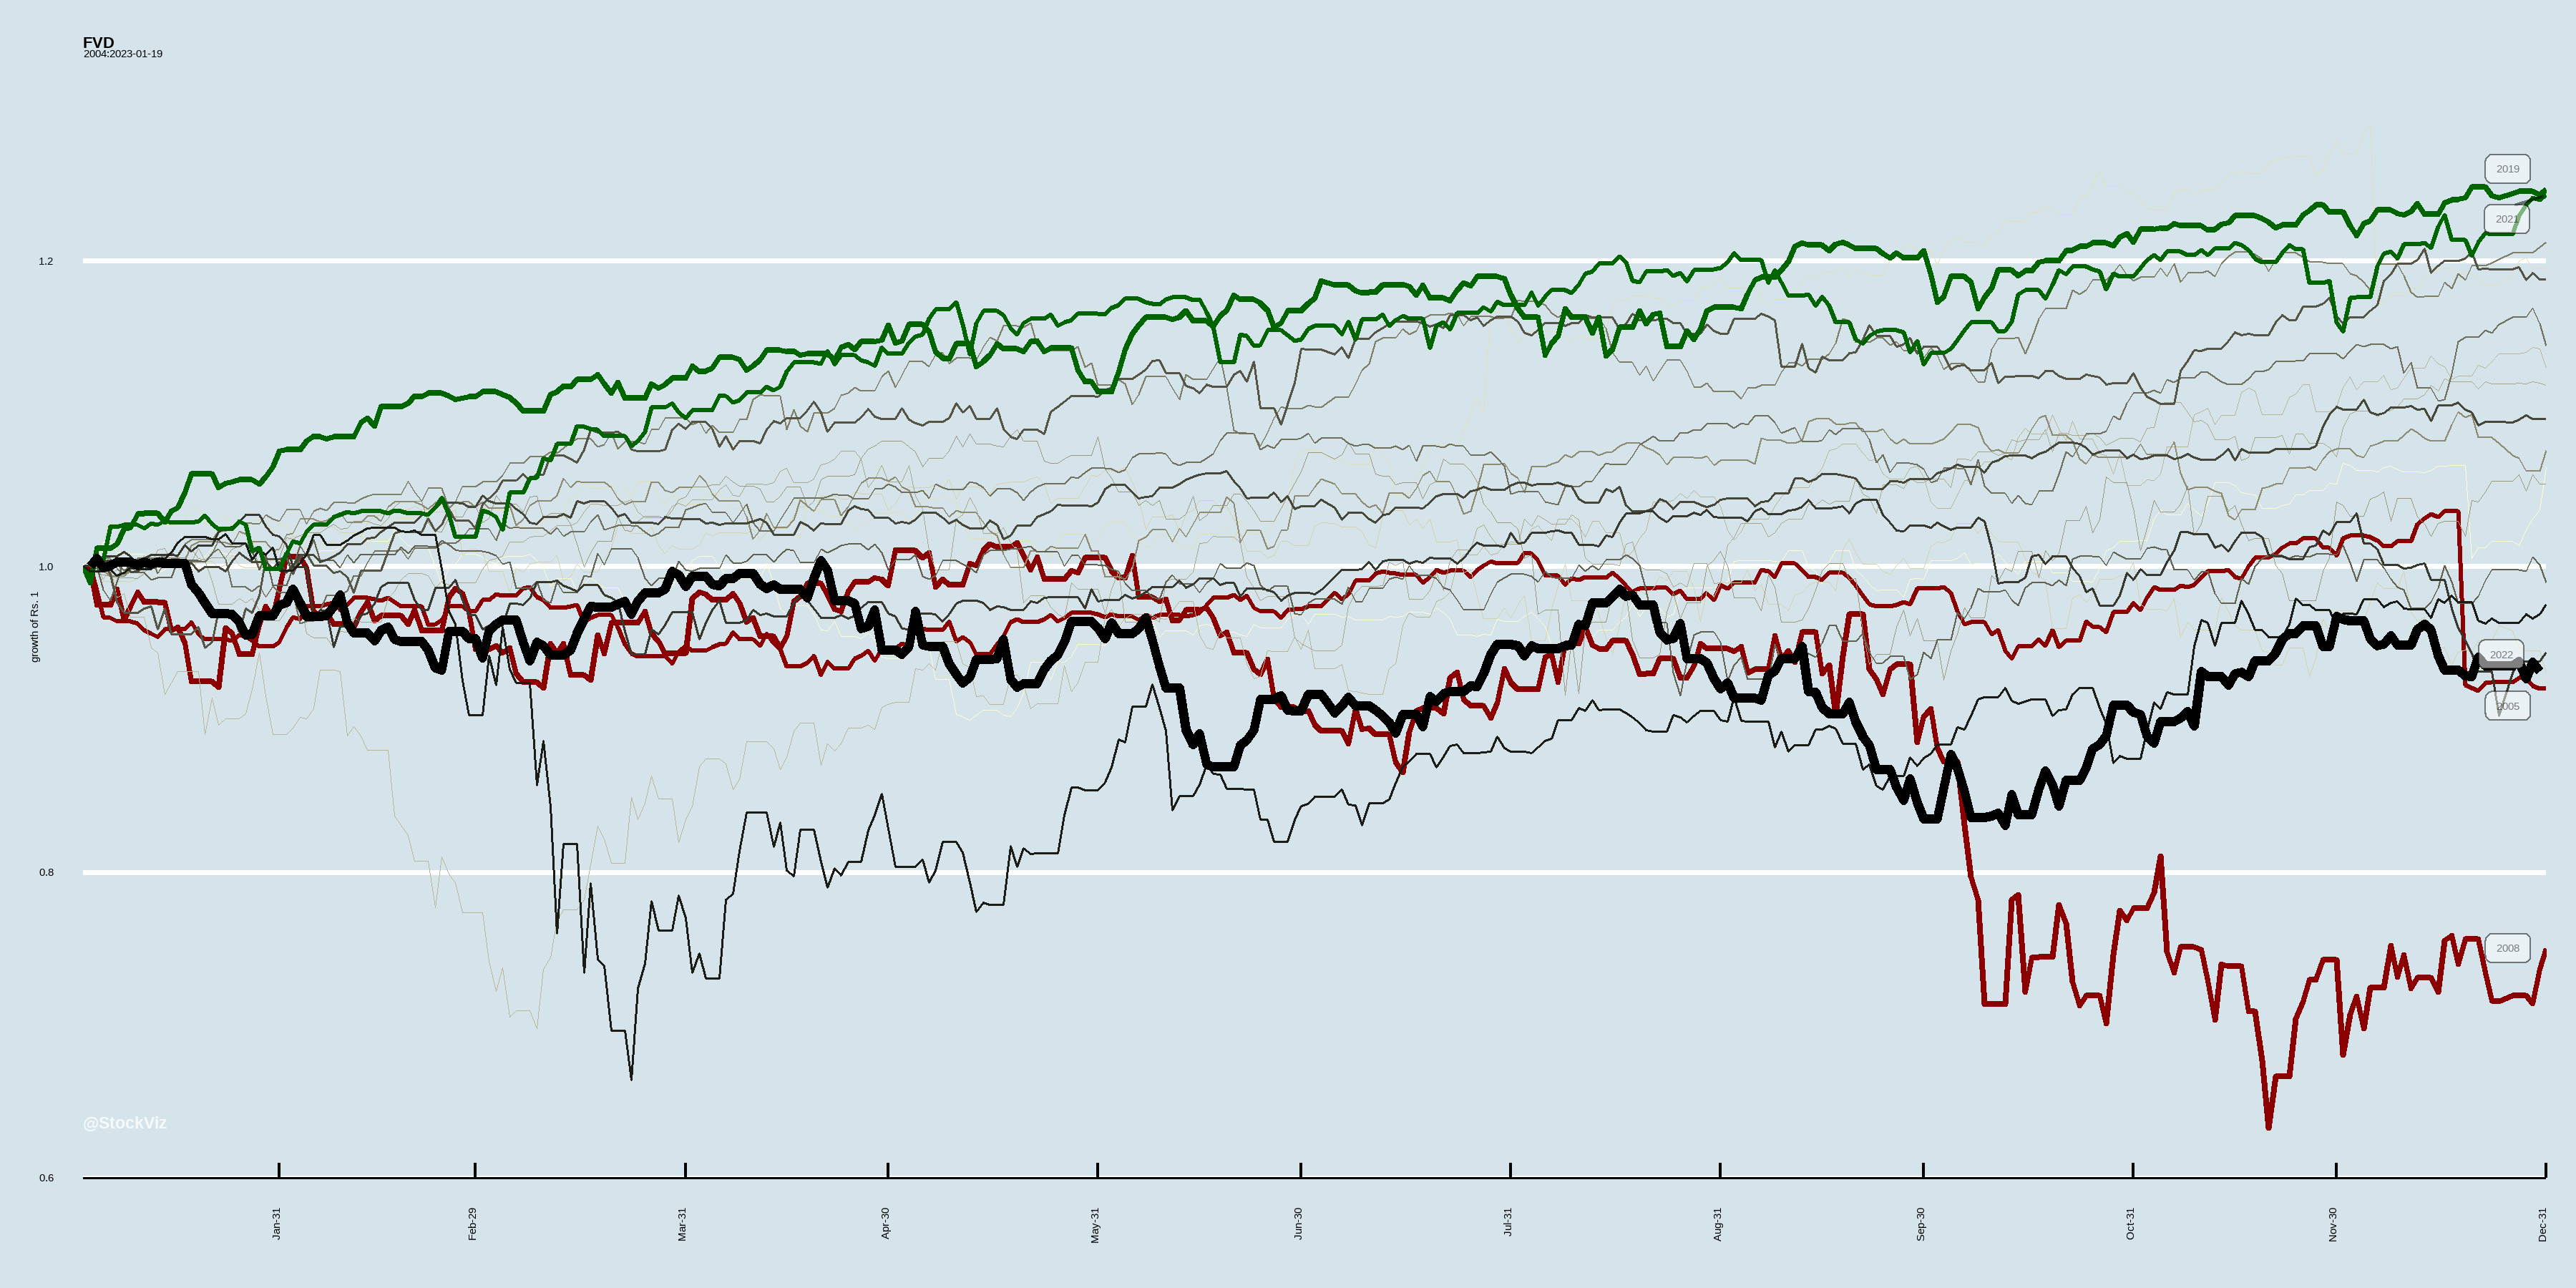 FVD
2004:2023-01-19
2019
2021
1.2
1.0
growth of Rs. 1
2022
2005
0.8
2008
@StockViz
0.6
Jan-31
Feb-29
Mar-31
Apr-30
May-31
Jun-30
Jul-31
Aug-31
Sep-30
Oct-31
Nov-30
Dec-31